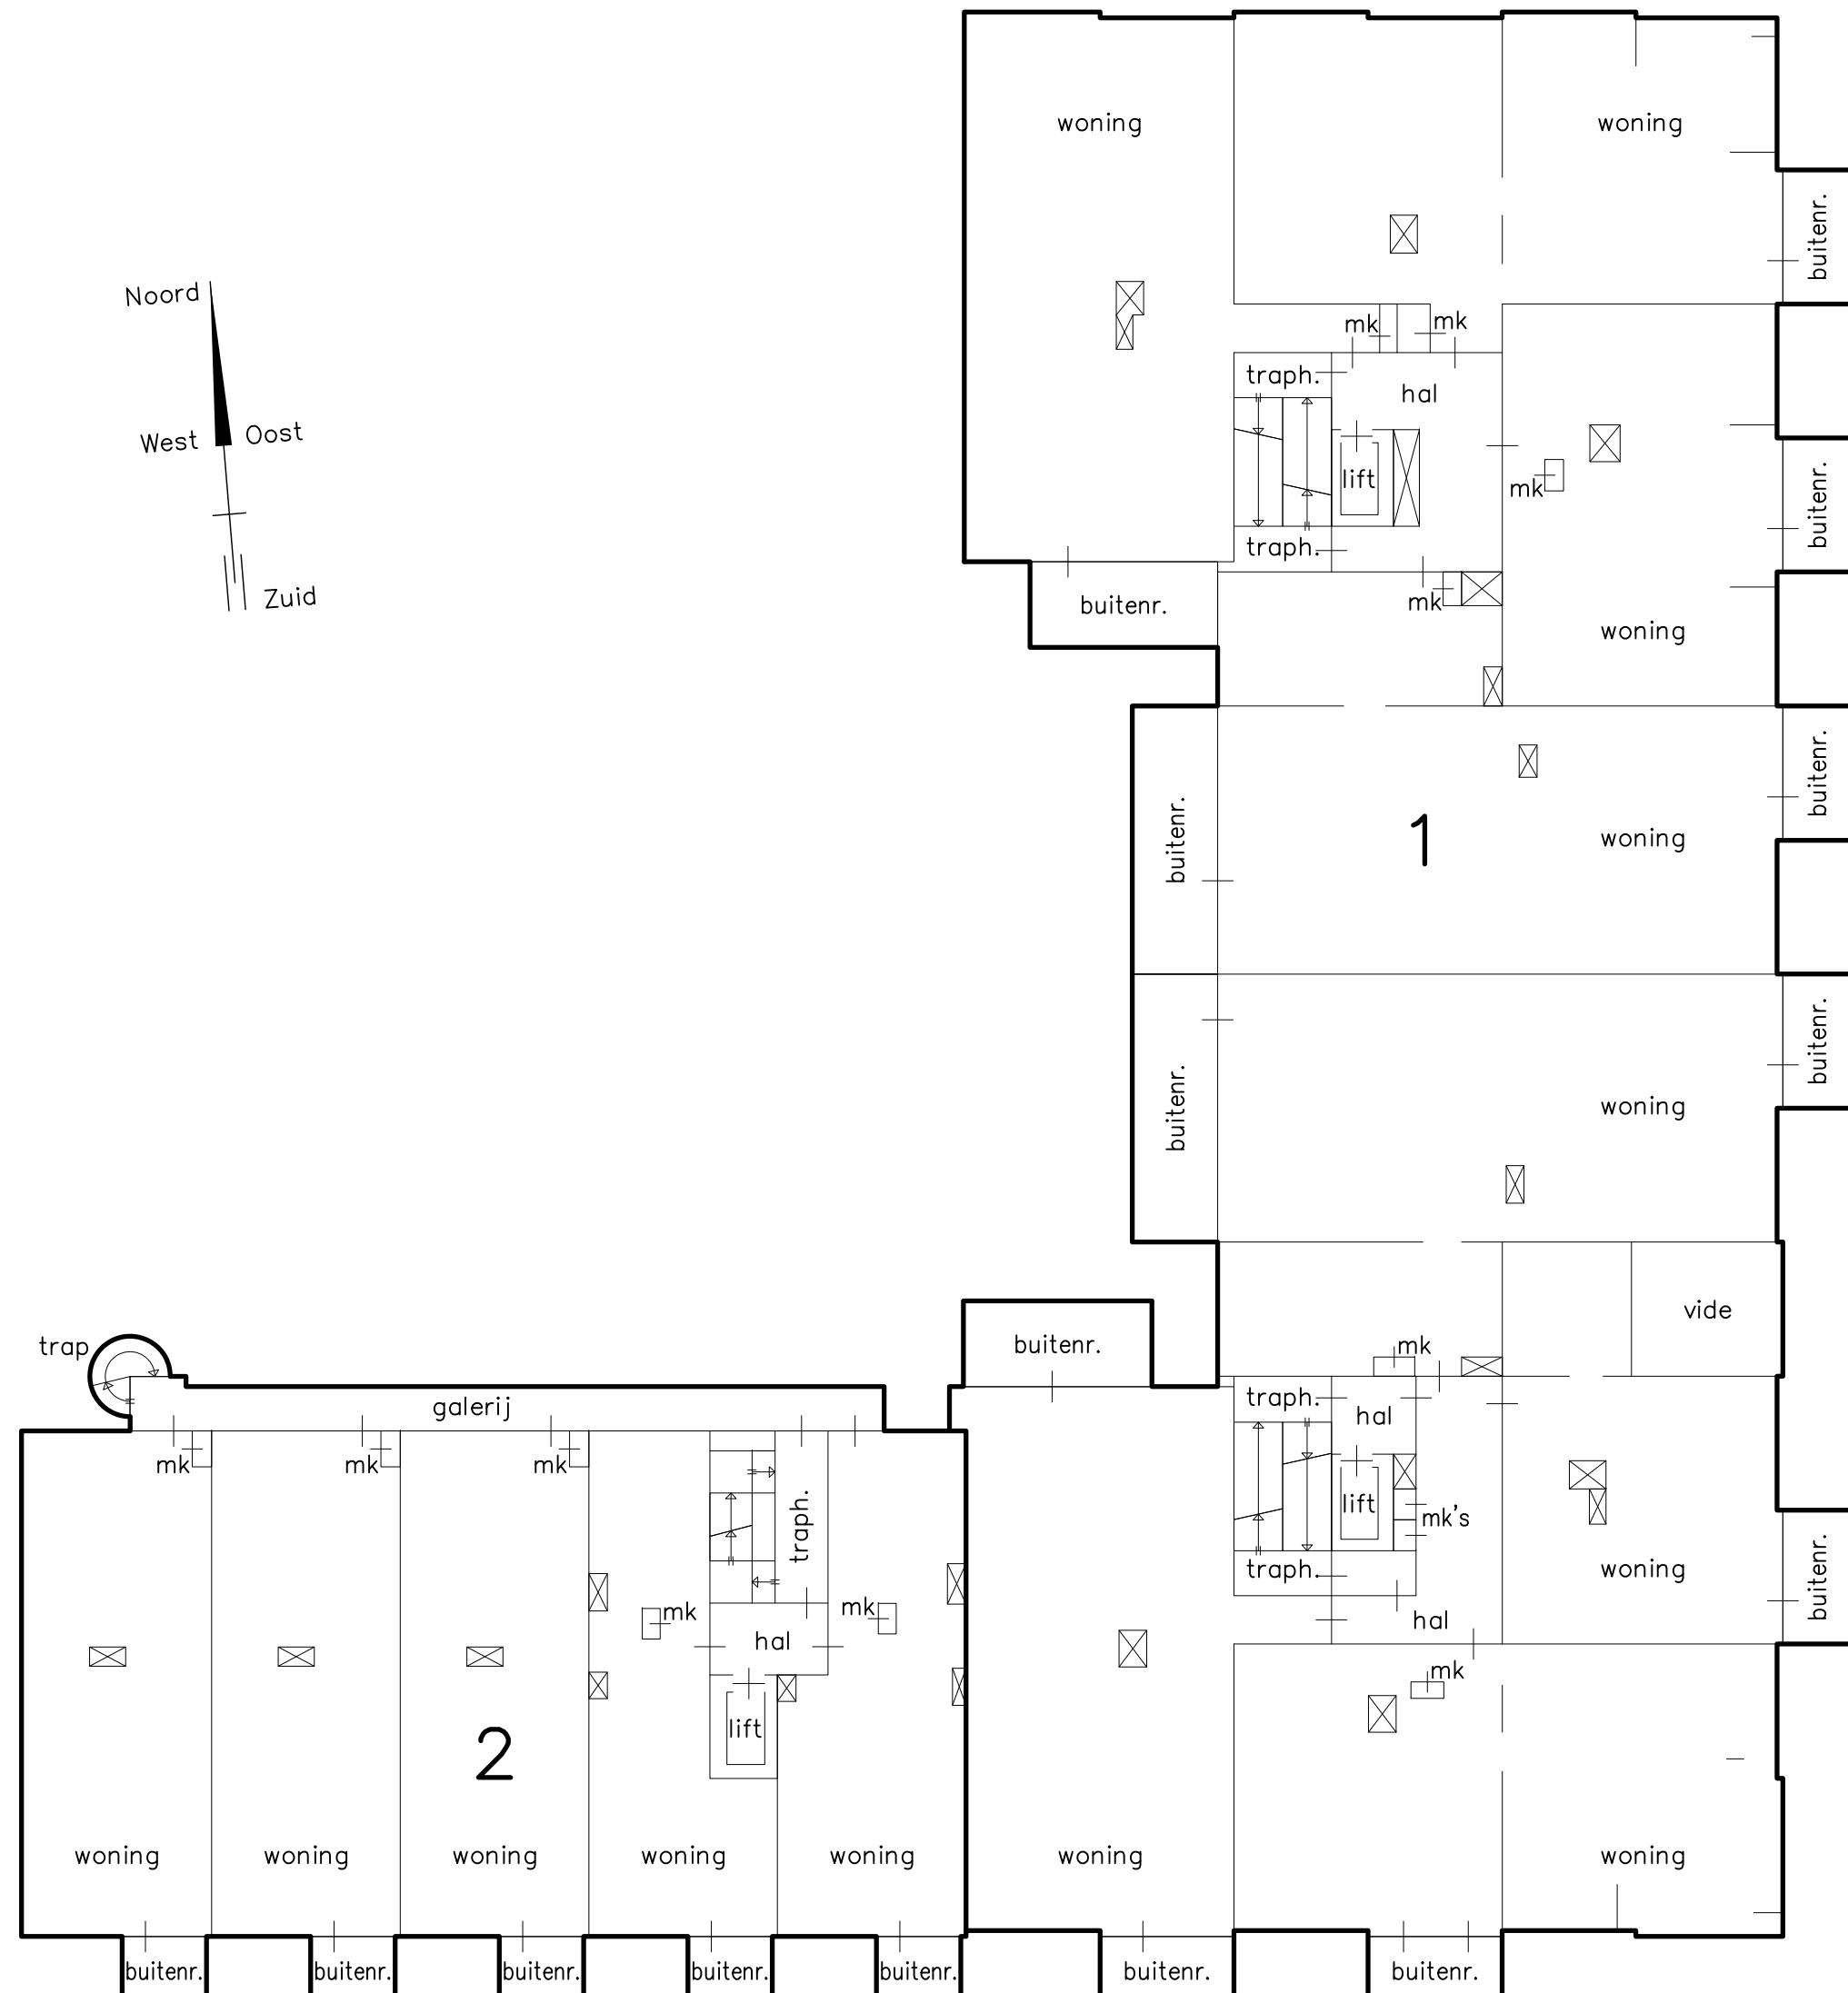 woning
woning
buitenr.
Noord
mk
mk
traph.
hal
West
Oost
lift
mk
buitenr.
traph.
Zuid
buitenr.
mk
woning
buitenr.
buitenr.
1
woning
buitenr.
buitenr.
woning
vide
trap
buitenr.
mk
galerij
traph.
hal
mk
mk
mk
traph.
lift
mk's
traph.
woning
buitenr.
mk
mk
hal
hal
mk
lift
2
woning
woning
woning
woning
woning
woning
woning
buitenr.
buitenr.
buitenr.
buitenr.
buitenr.
buitenr.
buitenr.